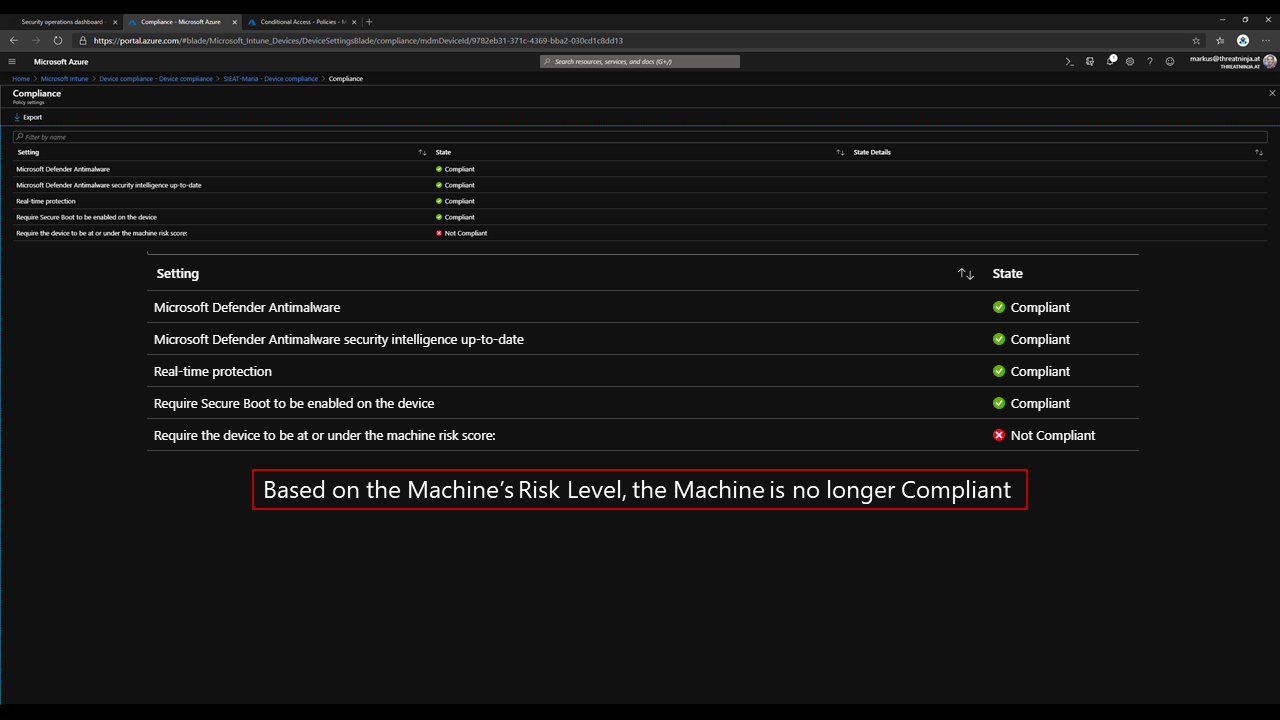 Security operations dashboard
Compliance - Microsoft Azure
Conditional Access - Policies - M
https://portal.azure.com/#blade/Microsoft_Intune_Devices/DeviceSettingsBlade/compliance/mdmDeviceId/9782eb31-371c-4369-bba2-030cd1c8dd13
Microsoft Azure
Search resources, services, and docs (G+/)
1
markus@threatninja.at
THREATNINJA.AT
Home > Microsoft Intune > Device compliance - Device compliance > SIEAT-Maria - Device compliance > Compliance
Compliance
Policy settings
Export
Filter by name
Setting State State Details
Microsoft Defender Antimalware Compliant
Microsoft Defender Antimalware security intelligence up-to-date Compliant
Real-time protection Compliant
Require Secure Boot to be enabled on the device Compliant
Require the device to be at or under the machine risk score: Not Compliant
Setting State
Microsoft Defender Antimalware Compliant
Microsoft Defender Antimalware security intelligence up-to-date Compliant
Real-time protection Compliant
Require Secure Boot to be enabled on the device Compliant
Require the device to be at or under the machine risk score: Not Compliant
Based on the Machine's Risk Level, the Machine is no longer Compliant